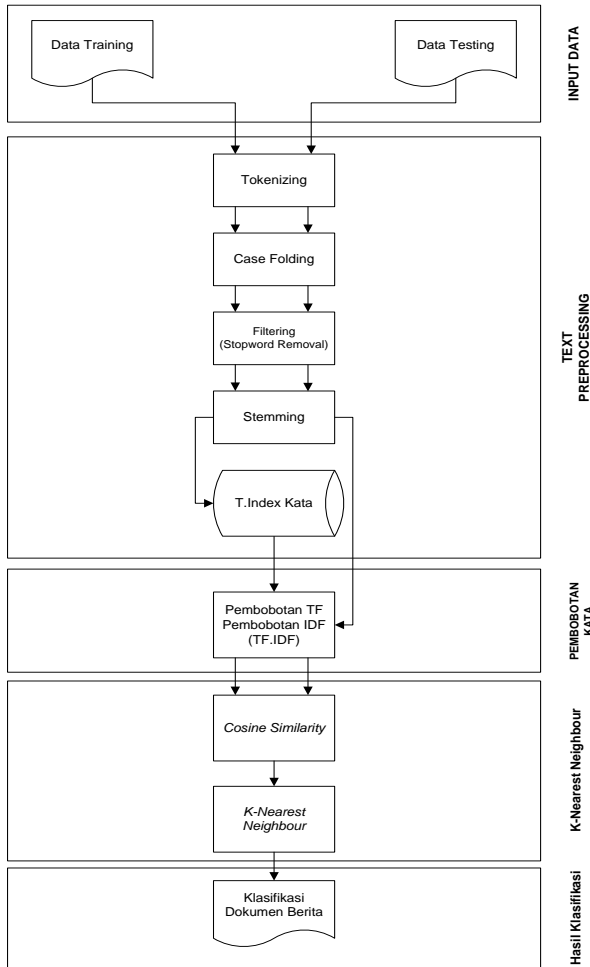 Data Training
Data Testing
INPUT DATA
Tokenizing
Case Folding
Filtering
(Stopword Removal)
Stemming
T.Index Kata
TEXT
PREPROCESSING
Pembobotan TF
Pembobotan IDF
(TF.IDF)
PEMBOBOTAN
KATA
Cosine Similarity
K-Nearest
Neighbour
K-Nearest Neighbour
Klasifikasi
Dokumen Berita
Hasil Klasifikasi